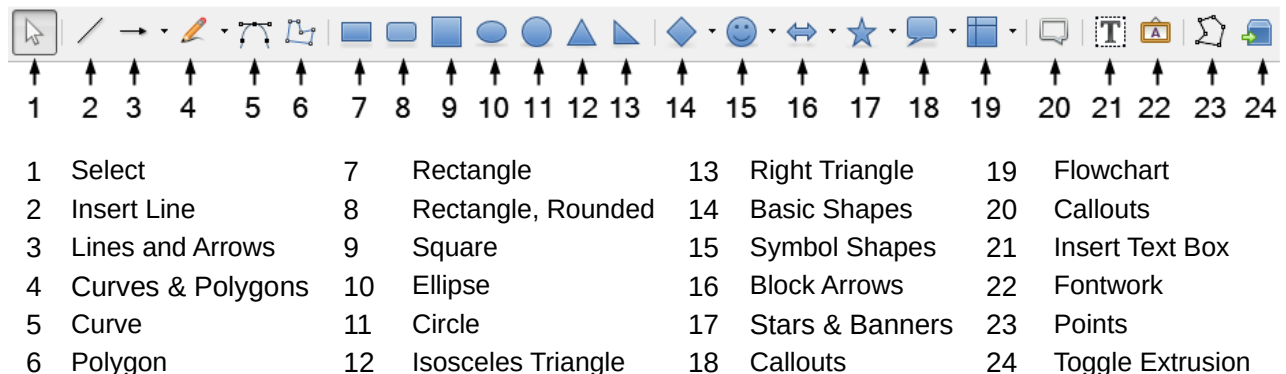 T A
1 2 3 4 5 6 7 8 9 10 11 12 13 14 15 16 17 18 19 20 21 22 23 24
1 Select 7 Rectangle 13 Right Triangle 19 Flowchart
2 Insert Line 8 Rectangle, Rounded 14 Basic Shapes 20 Callouts
3 Lines and Arrows 9 Square 15 Symbol Shapes 21 Insert Text Box
4 Curves & Polygons 10 Ellipse 16 Block Arrows 22 Fontwork
5 Curve 11 Circle 17 Stars & Banners 23 Points
6 Polygon 12 Isosceles Triangle 18 Callouts 24 Toggle Extrusion